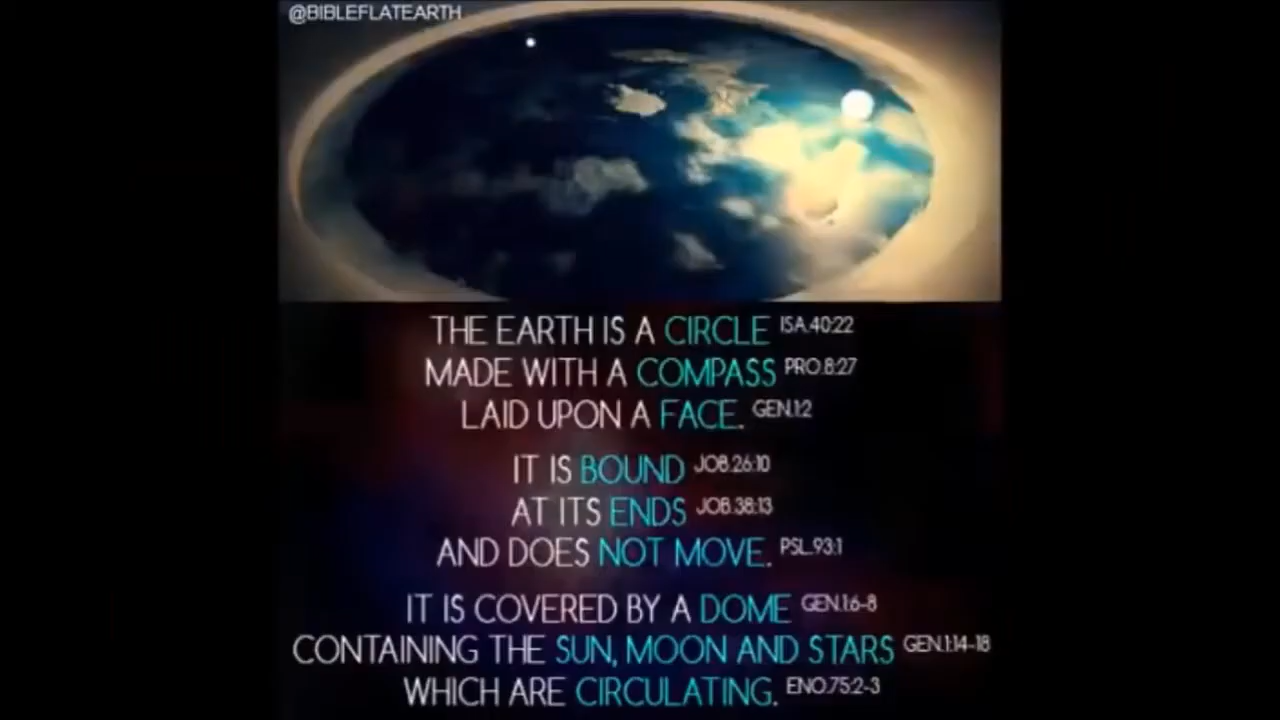 @BIBLEFLATEARTH
THE EARTH IS A CIRCLE ISA.40:22
MADE WITH A COMPASS PRO.8:27
LAID UPON A FACE. GEN.1:2
IT IS BOUND JOB.26:10
AT ITS ENDS JOB.38:13
AND DOES NOT MOVE. PSL.93:1
IT IS COVERED BY A DOME GEN.1:6-8
CONTAINING THE SUN, MOON AND STARS GEN.1:14-18
WHICH ARE CIRCULATING. ENO.75:2-3